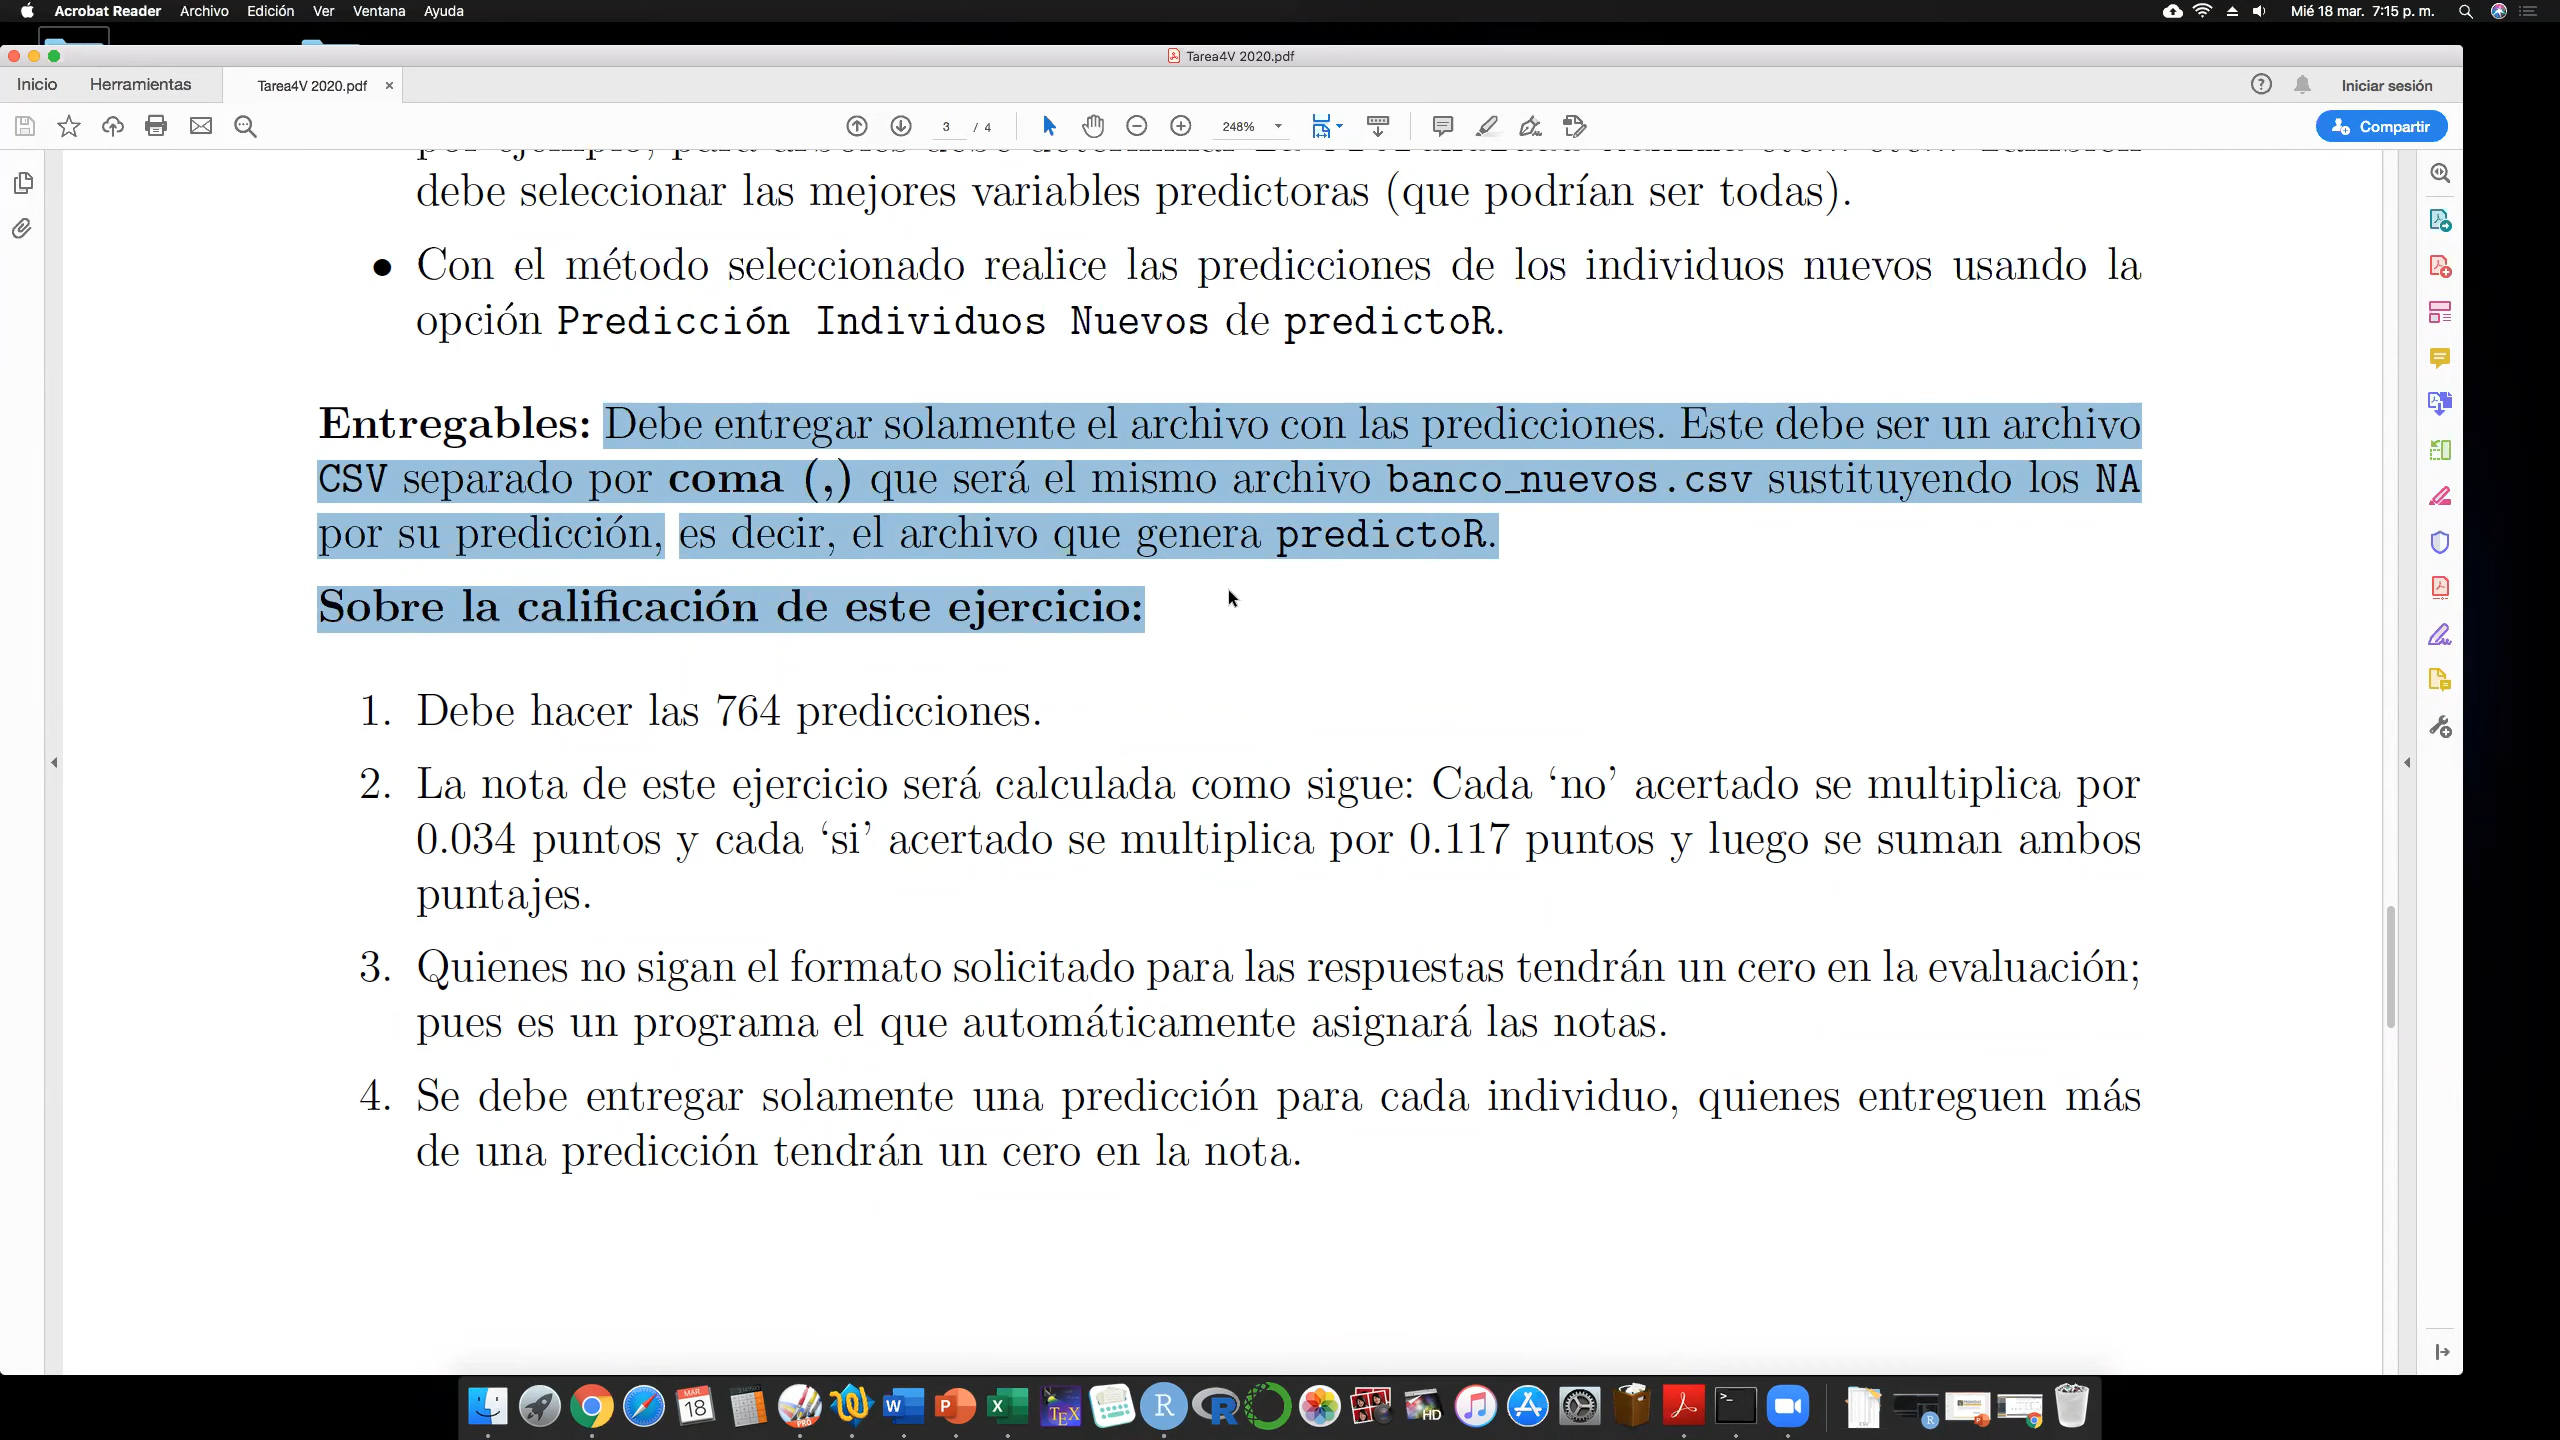 Acrobat Reader Archivo Edición Ver Ventana Ayuda Mié 18 mar. 7:15 p. m.
Tarea4V 2020.pdf
Inicio Herramientas Tarea4V 2020.pdf × Iniciar sesión
3 / 4 248% Compartir
debe seleccionar las mejores variables predictoras (que podrían ser todas).
• Con el método seleccionado realice las predicciones de los individuos nuevos usando la
opción Predicción Individuos Nuevos de predictoR.
Entregables: Debe entregar solamente el archivo con las predicciones. Este debe ser un archivo
CSV separado por coma (,) que será el mismo archivo banco_nuevos.csv sustituyendo los NA
por su predicción, es decir, el archivo que genera predictoR.
Sobre la calificación de este ejercicio:
1. Debe hacer las 764 predicciones.
2. La nota de este ejercicio será calculada como sigue: Cada ‘no’ acertado se multiplica por
0.034 puntos y cada ‘si’ acertado se multiplica por 0.117 puntos y luego se suman ambos
puntajes.
3. Quienes no sigan el formato solicitado para las respuestas tendrán un cero en la evaluación;
pues es un programa el que automáticamente asignará las notas.
4. Se debe entregar solamente una predicción para cada individuo, quienes entreguen más
de una predicción tendrán un cero en la nota.